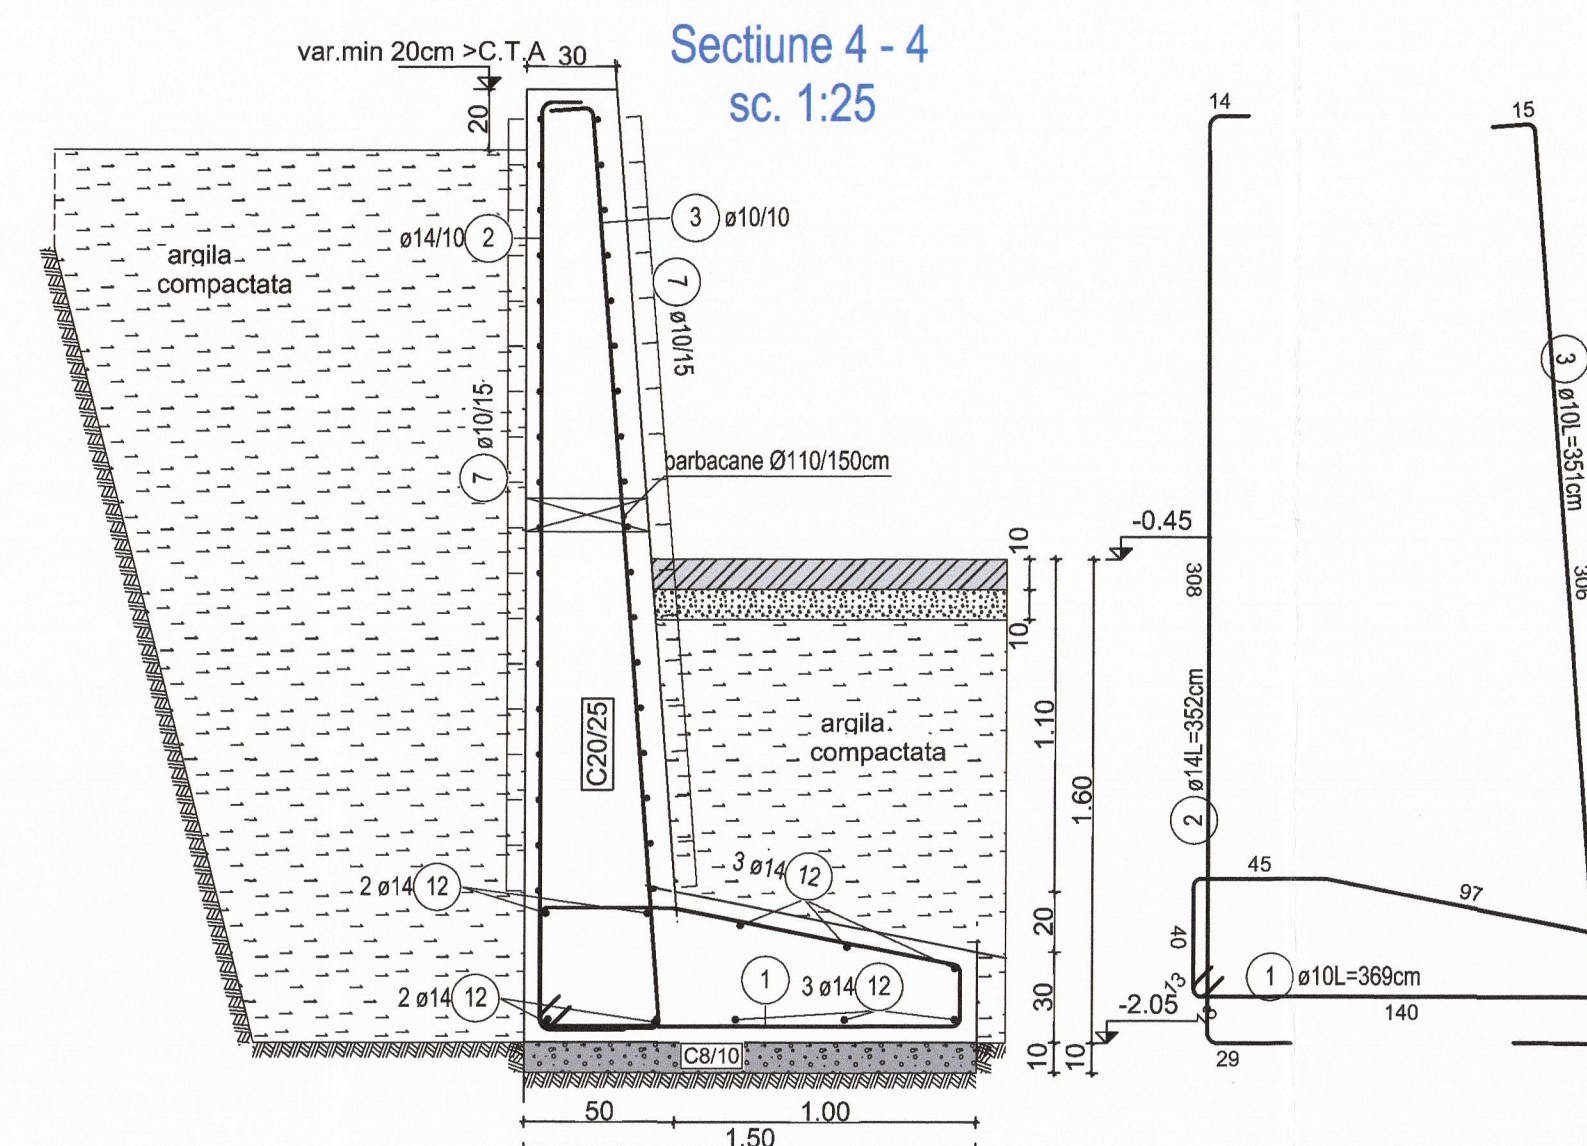 Sectiune 4 - 4
sc. 1:25
var.min 20cm >C.T.A
30
20
argila
compactata
ø14/10 2
3 ø10/10
7 ø10/15
7 ø10/15
barbacane Ø110/150cm
C20/25
argila
compactata
10
10
1.10
1.60
20
30
10
10
2 ø14 12
3 ø14 12
2 ø14 12
1
3 ø14 12
C8/10
50
1.00
1.50
14
15
-0.45
308
2 ø14L=352cm
3 ø10L=351cm
306
45
97
40
1 ø10L=369cm
140
-2.05
29